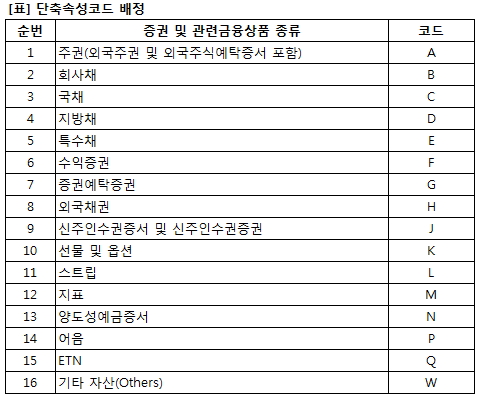 [표] 단축속성코드 배정
순번 증권 및 관련금융상품 종류 코드
1 주권(외국주권 및 외국주식예탁증서 포함) A
2 회사채 B
3 국채 C
4 지방채 D
5 특수채 E
6 수익증권 F
7 증권예탁증권 G
8 외국채권 H
9 신주인수권증서 및 신주인수권증권 J
10 선물 및 옵션 K
11 스트립 L
12 지표 M
13 양도성예금증서 N
14 어음 P
15 ETN Q
16 기타 자산(Others) W